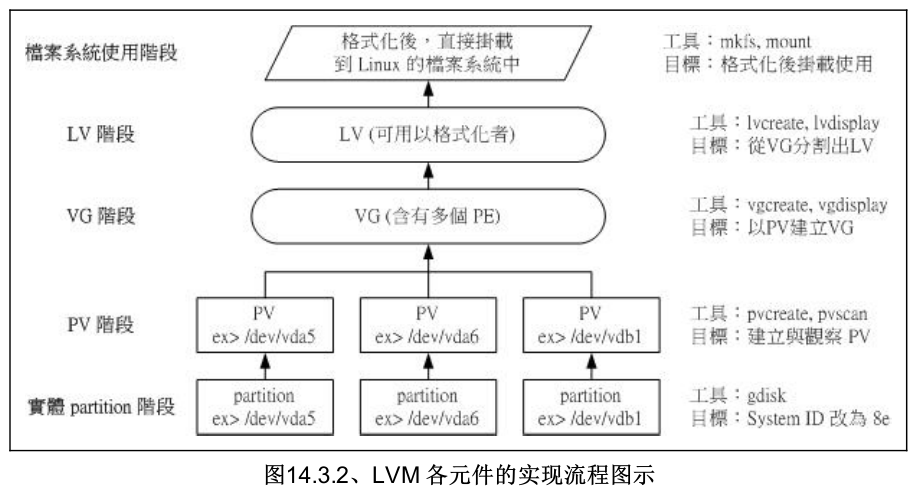 檔案系統使用階段
格式化後，直接掛載
到 Linux 的檔案系統中
工具：mkfs, mount
目標：格式化後掛載使用
LV 階段
LV (可用以格式化者)
工具：lvcreate, lvdisplay
目標：從VG分割出LV
VG 階段
VG (含有多個 PE)
工具：vgcreate, vgdisplay
目標：以PV建立VG
PV 階段
PV
ex> /dev/vda5
PV
ex> /dev/vda6
PV
ex> /dev/vdb1
工具：pvcreate, pvscan
目標：建立與觀察 PV
實體 partition 階段
partition
ex> /dev/vda5
partition
ex> /dev/vda6
partition
ex> /dev/vdb1
工具：gdisk
目標：System ID 改為 8e
图14.3.2、LVM 各元件的实现流程图示